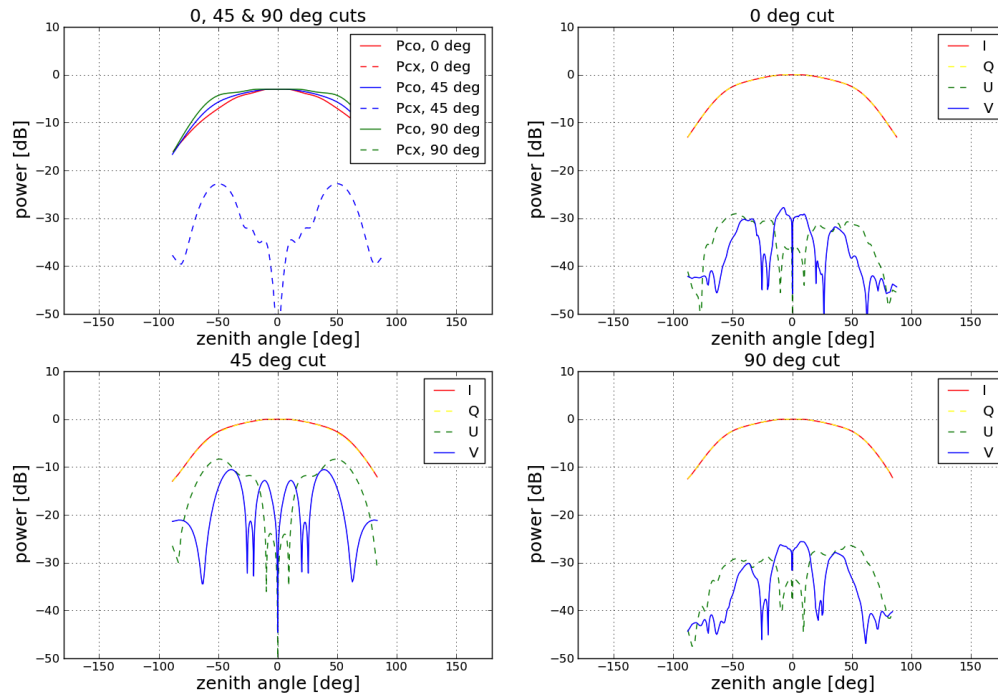 0, 45 & 90 deg cuts
10
0
−10
−20
−30
−40
−50
power [dB]
−150
−100
−50
0
50
100
150
zenith angle [deg]
Pco, 0 deg
Pcx, 0 deg
Pco, 45 deg
Pcx, 45 deg
Pco, 90 deg
Pcx, 90 deg
0 deg cut
10
0
−10
−20
−30
−40
−50
power [dB]
−150
−100
−50
0
50
100
150
zenith angle [deg]
I
Q
U
V
45 deg cut
10
0
−10
−20
−30
−40
−50
power [dB]
−150
−100
−50
0
50
100
150
zenith angle [deg]
I
Q
U
V
90 deg cut
10
0
−10
−20
−30
−40
−50
power [dB]
−150
−100
−50
0
50
100
150
zenith angle [deg]
I
Q
U
V